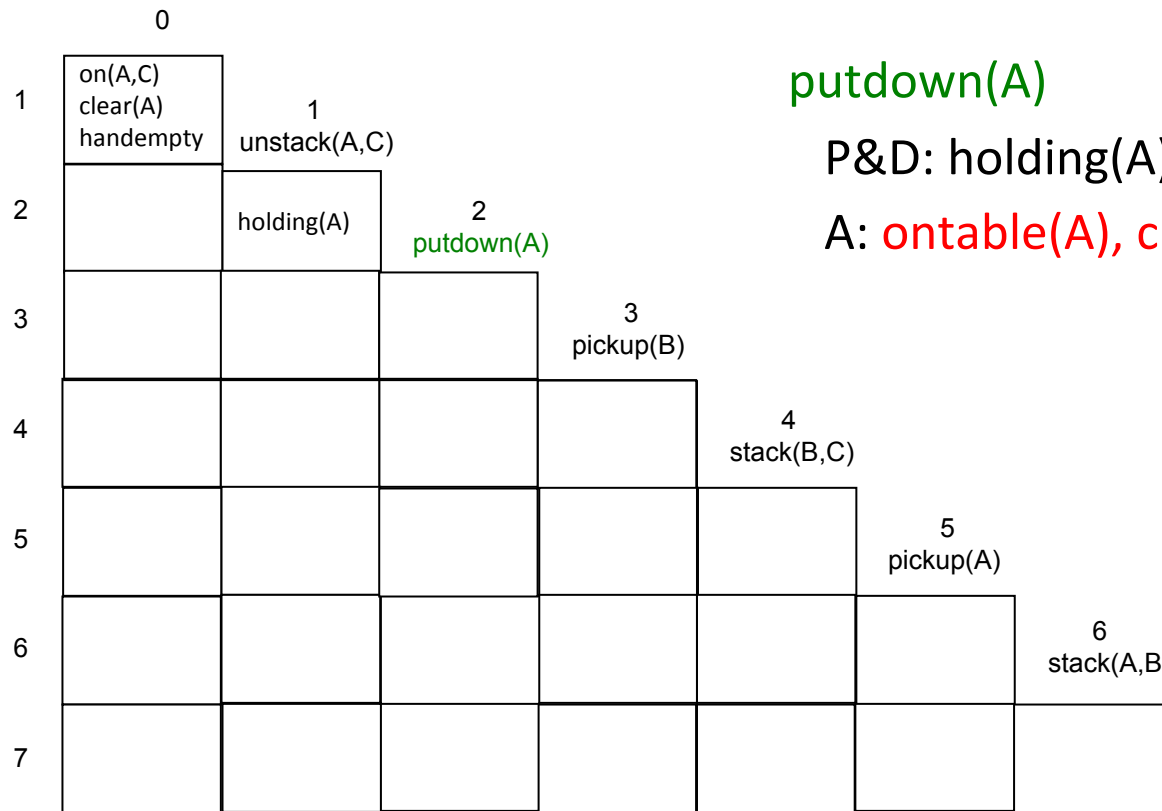 0
1
on(A,C)
clear(A)
handempty
1
unstack(A,C)
putdown(A)
P&D: holding(A)
A: ontable(A), c
2
holding(A)
2
putdown(A)
3
3
pickup(B)
4
4
stack(B,C)
5
5
pickup(A)
6
6
stack(A,B
7